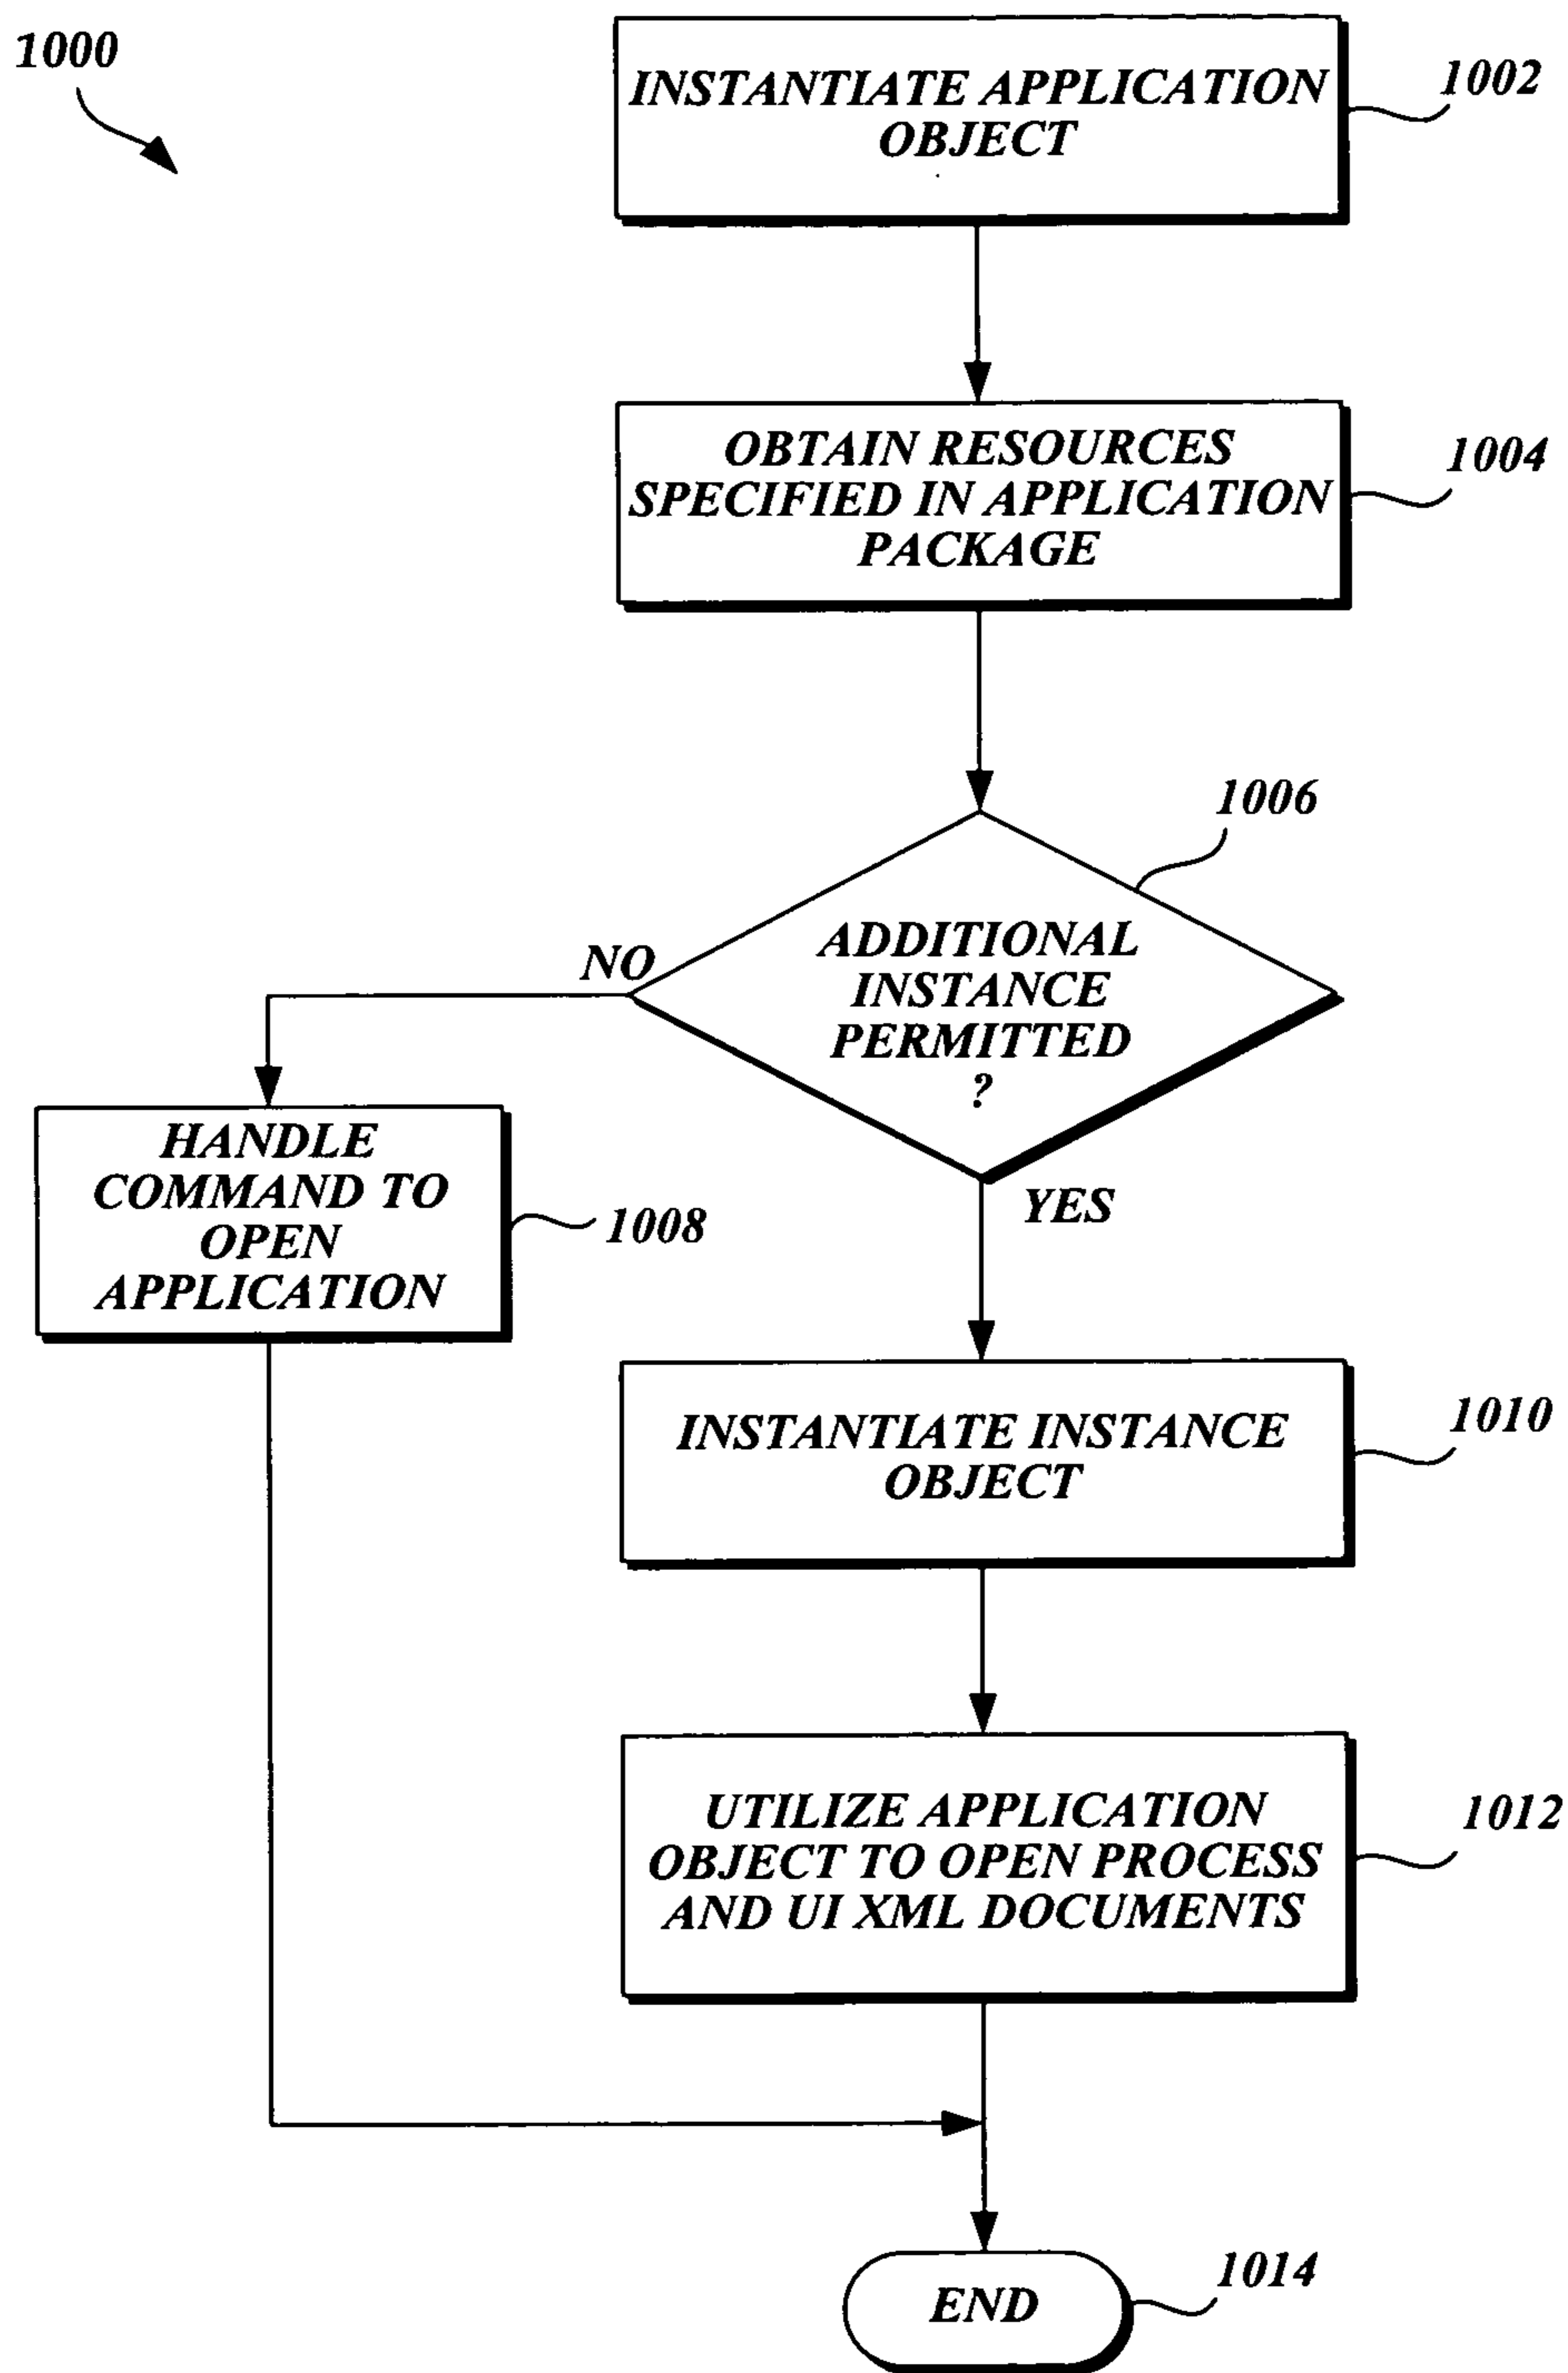 1000
INSTANTIATE APPLICATION
OBJECT
1002
OBTAIN RESOURCES
SPECIFIED IN APPLICATION
PACKAGE
1004
1006
ADDITIONAL
INSTANCE
PERMITTED
?
NO
YES
HANDLE
COMMAND TO
OPEN
APPLICATION
1008
INSTANTIATE INSTANCE
OBJECT
1010
UTILIZE APPLICATION
OBJECT TO OPEN PROCESS
AND UI XML DOCUMENTS
1012
END
1014